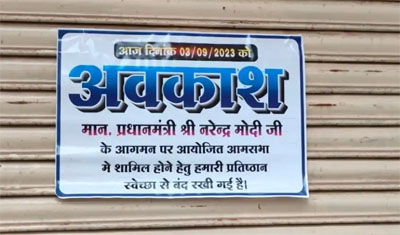 आज दिनांक 03/09/2023 को
अवकाश
मान. प्रधानमंत्री श्री नरेन्द्र मोदी जी
के आगमन पर आयोजित आमसभा
मे शामिल होने हेतु हमारी प्रतिष्ठान
स्वेच्छा से बंद रखी गई है।